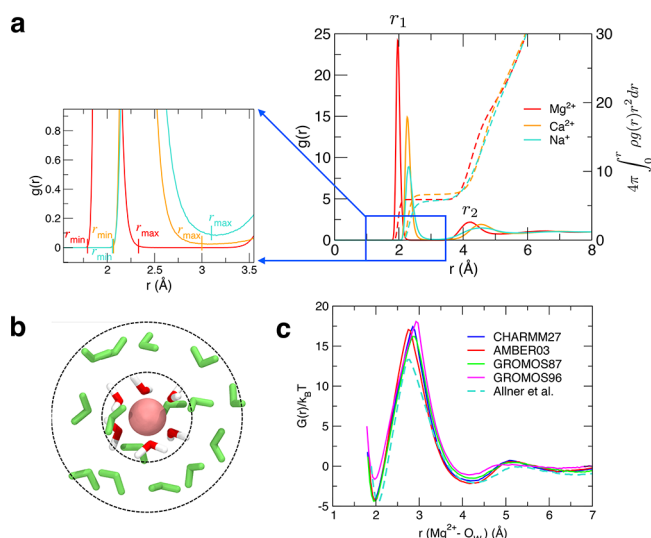 a
r₁
30
25
20
15
10
5
0
g(r)
Mg²⁺
Ca²⁺
Na⁺
r₂
30
20
10
0
4π ∫₀ʳ ρg(r)r²dr
0 1 2 3 4 5 6 7 8
r (Å)
0.8
0.6
0.4
0.2
0
g(r)
rmin
rmin
rmin
rmax
rmax
rmax
2 2.5 3 3.5
r (Å)
b
c
20
15
10
5
0
-5
G(r)/k_BT
CHARMM27
AMBER03
GROMOS87
GROMOS96
Allner et al.
2 3 4 5 6 7
r (Mg²⁺- O
) (Å)